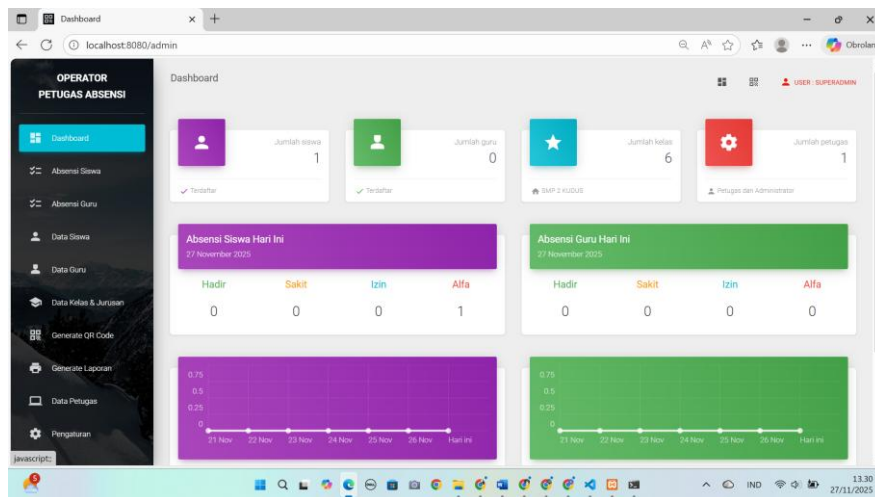 Dashboard
localhost:8080/admin
Obrolan
OPERATOR
PETUGAS ABSENSI
Dashboard
Absensi Siswa
Absensi Guru
Data Siswa
Data Guru
Data Kelas & Jurusan
Generate QR Code
Generate Laporan
Data Petugas
Pengaturan
javascript:;
Dashboard
USER : SUPERADMIN
Jumlah siswa
1
Terdaftar
Jumlah guru
0
Terdaftar
Jumlah kelas
6
SMP 2 KUDUS
Jumlah petugas
1
Petugas dan Administrator
Absensi Siswa Hari Ini
27 November 2025
Hadir Sakit Izin Alfa
0 0 0 1
Absensi Guru Hari Ini
27 November 2025
Hadir Sakit Izin Alfa
0 0 0 0
0.75
0.5
0.25
0
21 Nov 22 Nov 23 Nov 24 Nov 25 Nov 26 Nov Hari ini
0.75
0.5
0.25
0
21 Nov 22 Nov 23 Nov 24 Nov 25 Nov 26 Nov Hari ini
5
IND
13.30
27/11/2025